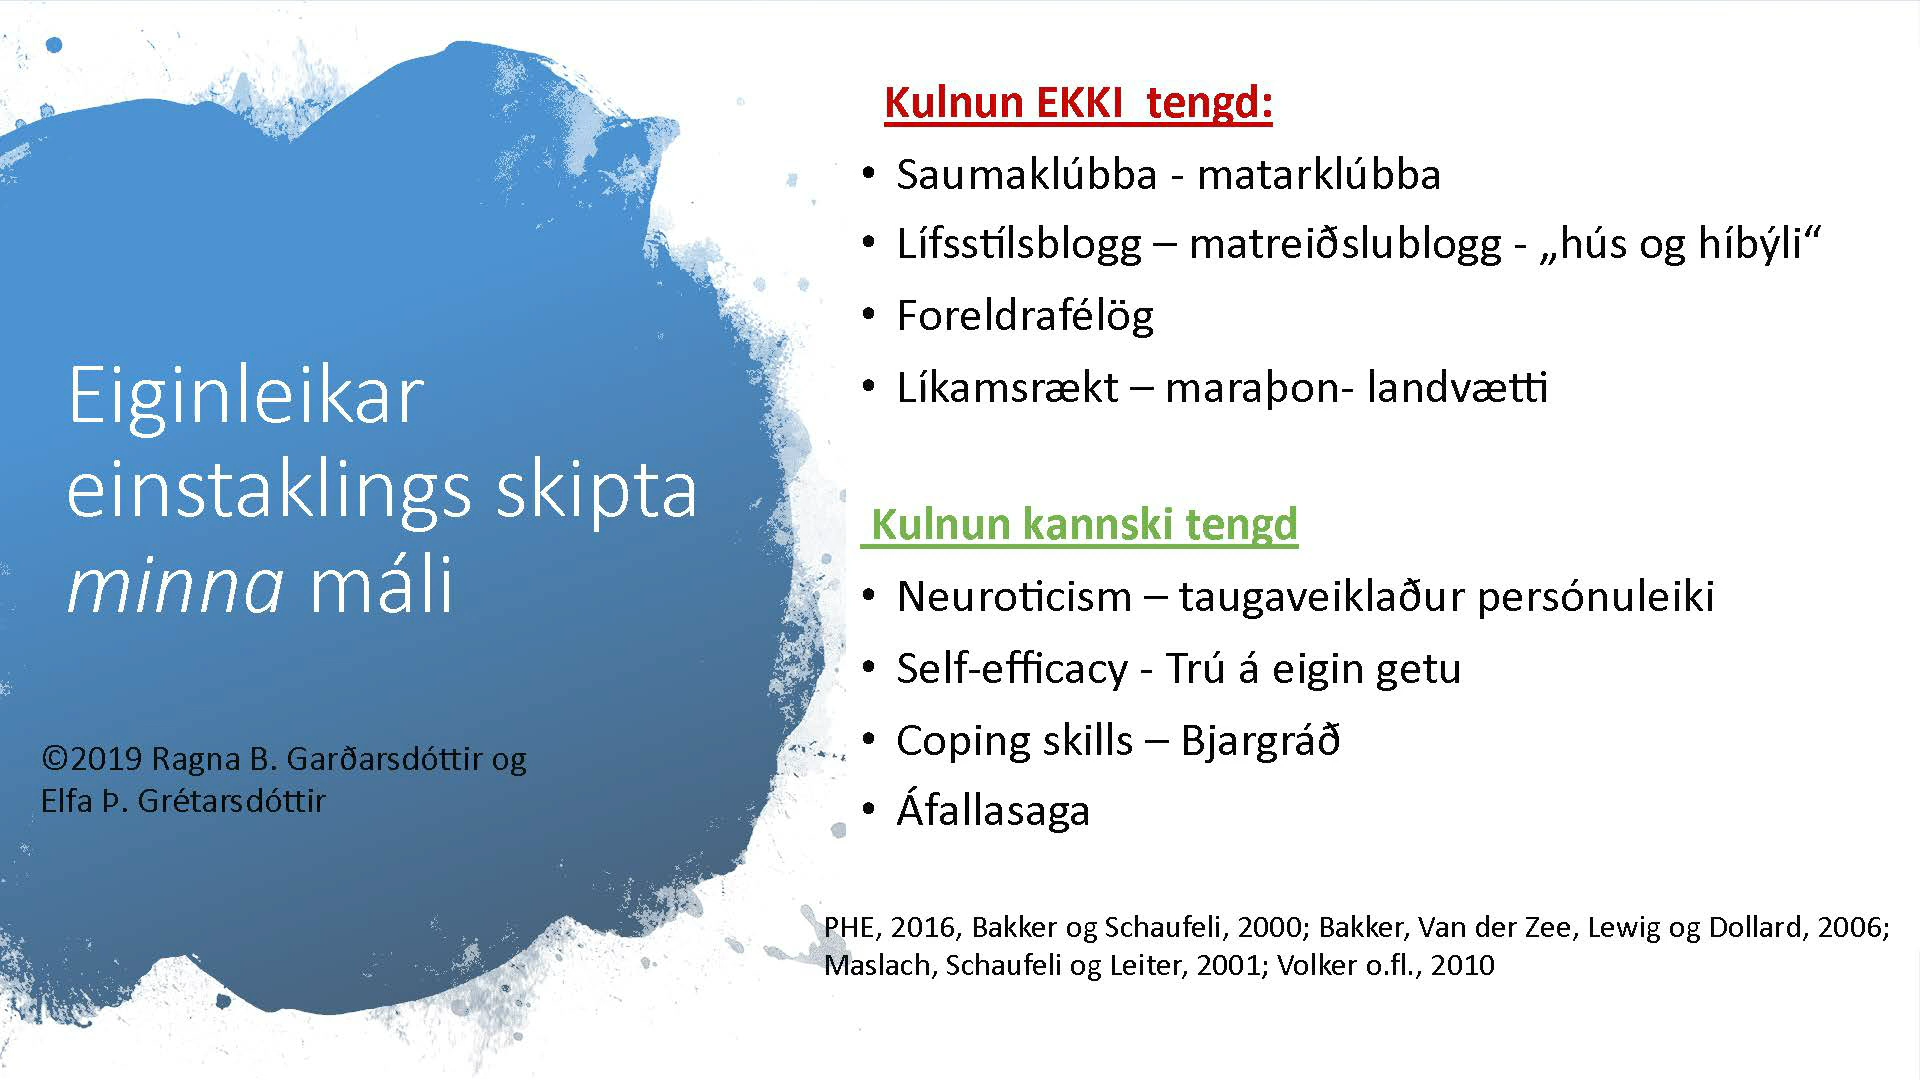 Eiginleikar
einstaklings skipta
minna máli
©2019 Ragna B. Garðarsdóttir og
Elfa Þ. Grétarsdóttir
Kulnun EKKI  tengd:
• Saumaklúbba - matarklúbba
• Lífsstílsblogg – matreiðslublogg - „hús og híbýli“
• Foreldrafélög
• Líkamsrækt – maraþon- landvætti
Kulnun kannski tengd
• Neuroticism – taugaveiklaður persónuleiki
• Self-efficacy - Trú á eigin getu
• Coping skills – Bjargráð
• Áfallasaga
PHE, 2016, Bakker og Schaufeli, 2000; Bakker, Van der Zee, Lewig og Dollard, 2006;
Maslach, Schaufeli og Leiter, 2001; Volker o.fl., 2010